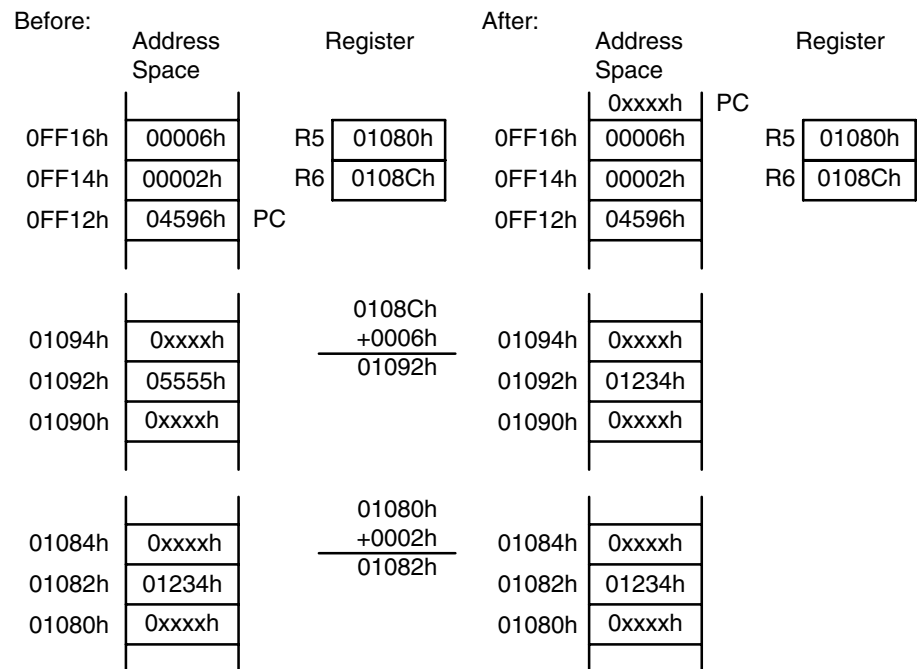 Before: After:
Address Register Address Register
Space Space
0xxxxh PC
0FF16h 00006h R5 01080h 0FF16h 00006h R5 01080h
0FF14h 00002h R6 0108Ch 0FF14h 00002h R6 0108Ch
0FF12h 04596h PC 0FF12h 04596h
0108Ch
01094h 0xxxxh +0006h 01094h 0xxxxh
01092h 05555h 01092h 01092h 01234h
01090h 0xxxxh 01090h 0xxxxh
01080h
01084h 0xxxxh +0002h 01084h 0xxxxh
01082h 01234h 01082h 01082h 01234h
01080h 0xxxxh 01080h 0xxxxh